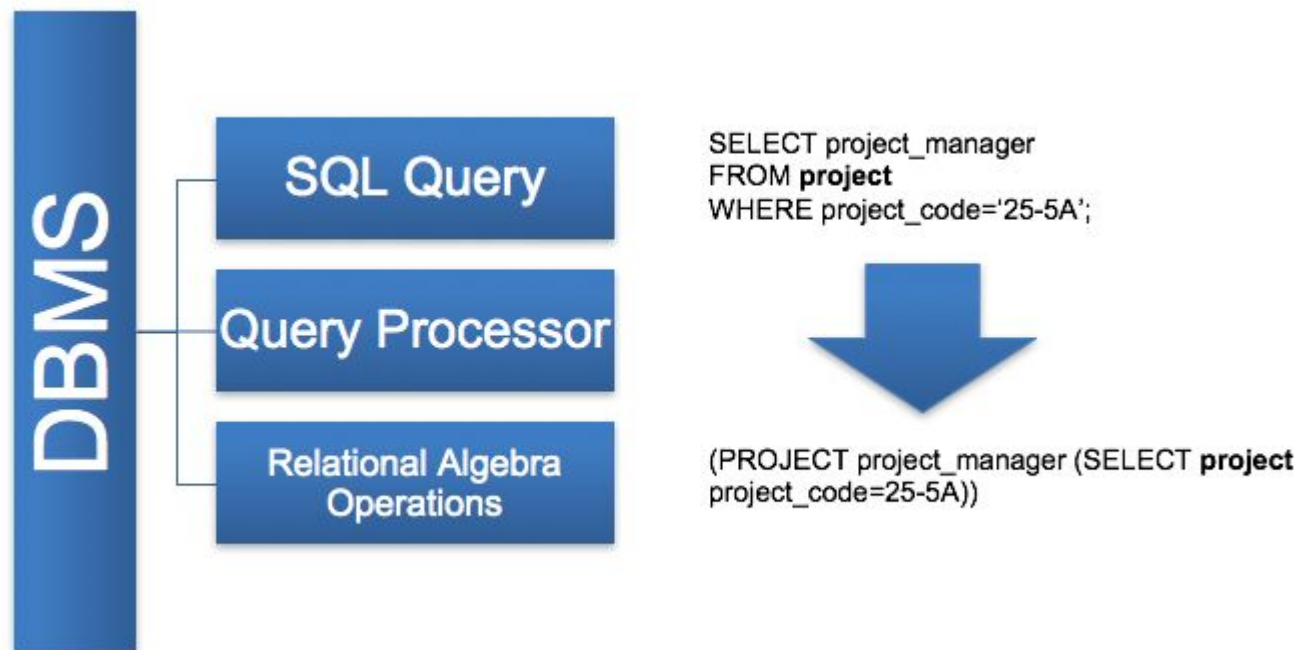 DBMS
SQL Query
SELECT project_manager
FROM project
WHERE project_code=‘25-5A’;
Query Processor
Relational Algebra
Operations
(PROJECT project_manager (SELECT project
project_code=25-5A))